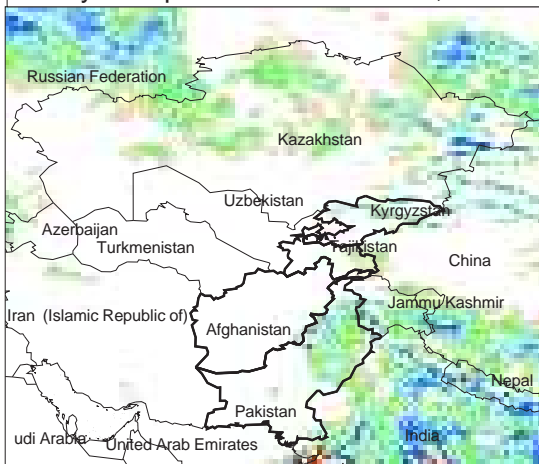 Russian Federation
Kazakhstan
Uzbekistan
Kyrgyzstan
Azerbaijan
Turkmenistan
Tajikistan
China
Jammu Kashmir
Iran (Islamic Republic of)
Afghanistan
Nepal
Pakistan
udi Arabia
United Arab Emirates
India